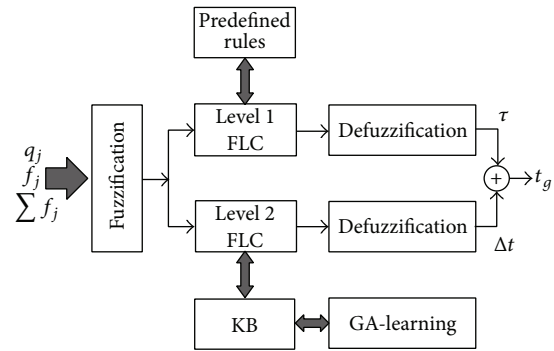 Predefined
rules
Level 1
FLC
Defuzzification
τ
q_j
f_j
∑ f_j
Fuzzification
+
t_g
Level 2
FLC
Defuzzification
Δt
KB
GA-learning